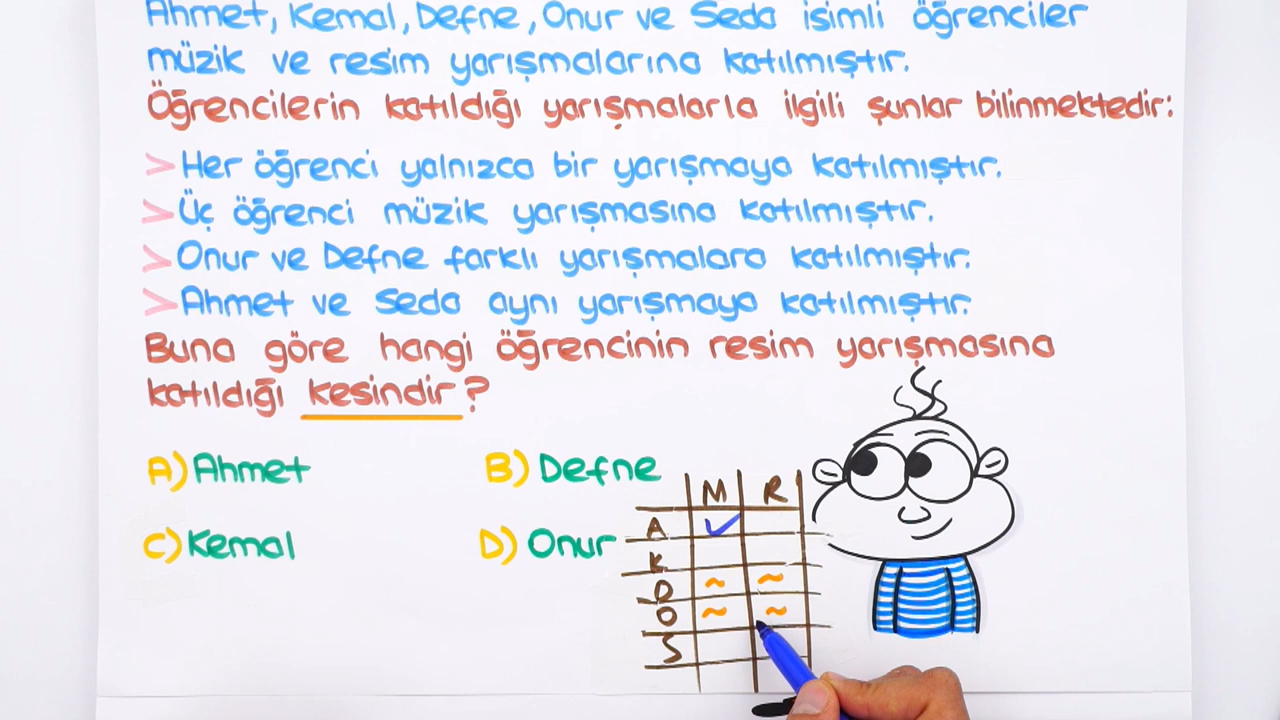 Ahmet, Kemal, Defne, Onur ve Seda isimli öğrenciler
müzik ve resim yarışmalarına katılmıştır.
Öğrencilerin katıldığı yarışmalarla ilgili şunlar bilinmektedir:
> Her öğrenci yalnızca bir yarışmaya katılmıştır.
> Üç öğrenci müzik yarışmasına katılmıştır.
> Onur ve Defne farklı yarışmalara katılmıştır.
> Ahmet ve Seda aynı yarışmaya katılmıştır.
Buna göre hangi öğrencinin resim yarışmasına
katıldığı kesindir?
A) Ahmet B) Defne
C) Kemal D) Onur
M R
A ✓
K
D ~ ~
O ~ ~
S